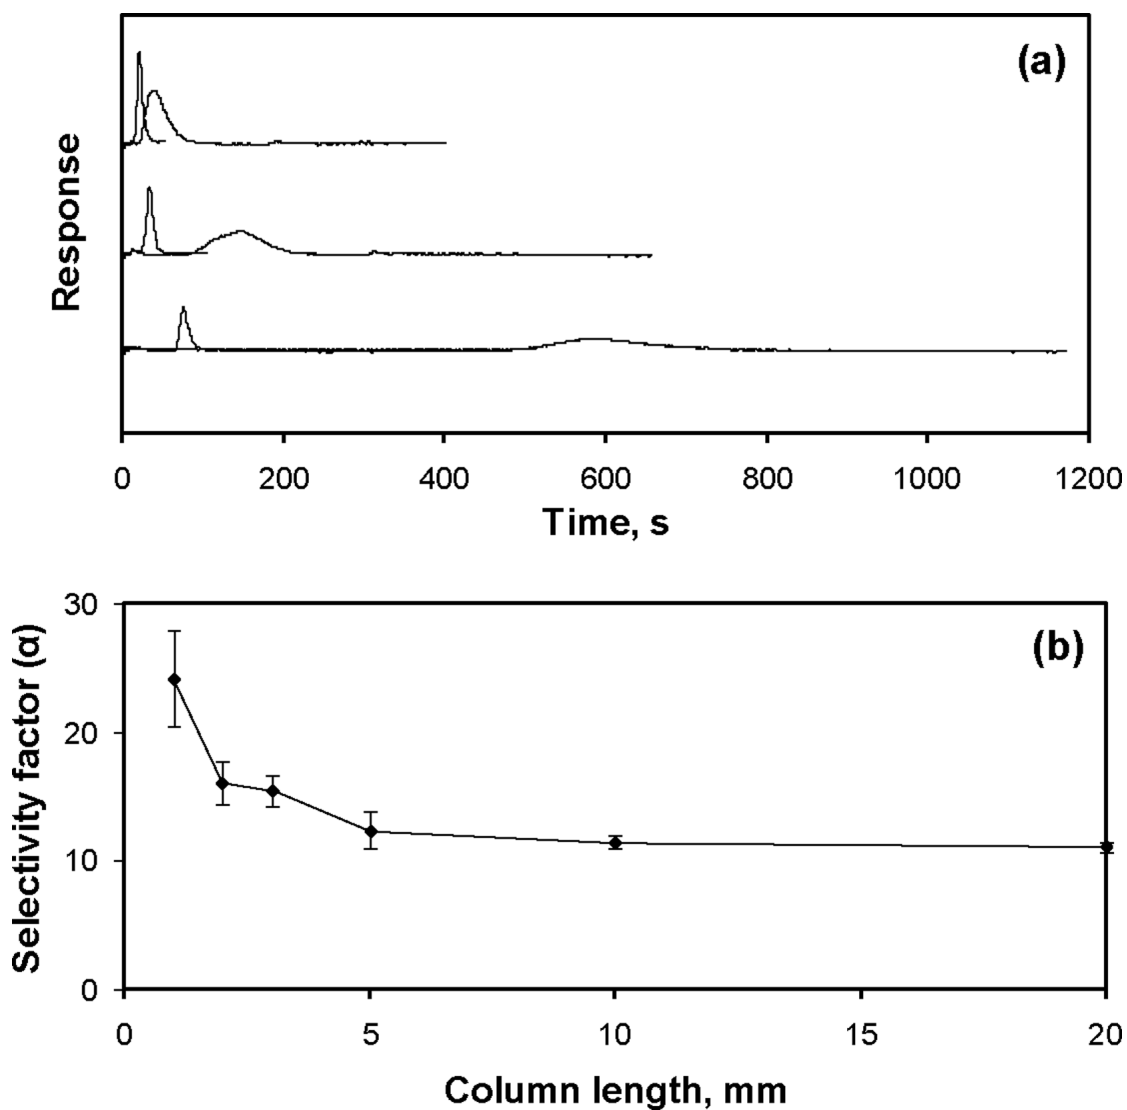 (a)
Response
0 200 400 600 800 1000 1200
Time, s
30
(b)
20
10
0
Selectivity factor (α)
0 5 10 15 20
Column length, mm